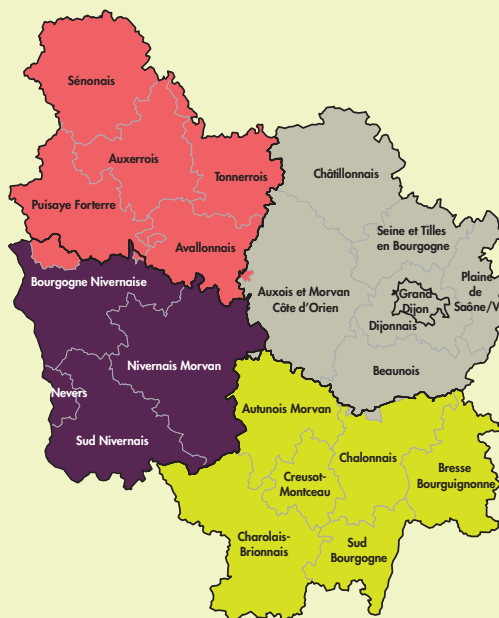 Sénonais
Auxerrois
Tonnerrois
Puisaye Forterre
Avallonnais
Châtillonnais
Seine et Tilles
en Bourgogne
Plaine
de
Saône/V
Grand
Dijon
Auxois et Morvan
Côte d'Orien
Dijonnais
Beaunois
Bourgogne Nivernaise
Nivernais Morvan
Nevers
Sud Nivernais
Autunois Morvan
Chalonnais
Creusot-
Montceau
Bresse
Bourguignonne
Charolais-
Brionnais
Sud
Bourgogne